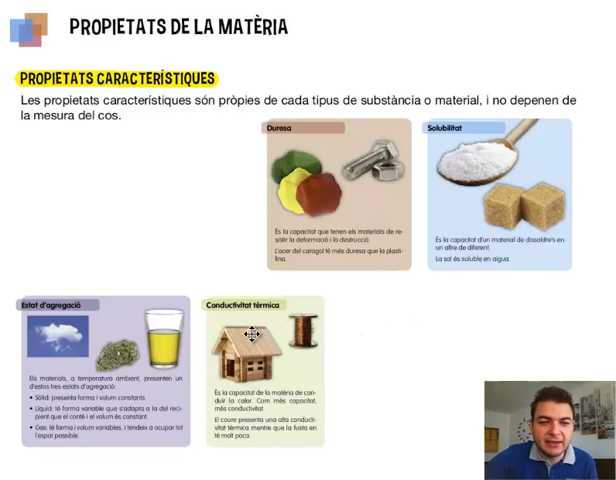 PROPIETATS DE LA MATÈRIA
PROPIETATS CARACTERÍSTIQUES
Les propietats característiques són pròpies de cada tipus de substància o material, i no depenen de
la mesura del cos.
Duresa
És la capacitat que tenen els materials de re-
sistir la deformació i la destrucció.
L'acer del caragol té més duresa que la plasti-
lina.
Solubilitat
És la capacitat d'un material de dissoldre's en
un altre de diferent.
La sal és soluble en aigua.
Estat d'agregació
Els materials, a temperatura ambient, presenten un
d'estos tres estats d'agregació:
• Sòlid: presenta forma i volum constants.
• Líquid: té forma variable que s'adapta a la del reci-
pient que el conté i el volum és constant.
• Gas: té forma i volum variables, i tendeix a ocupar tot
l'espai possible.
Conductivitat tèrmica
És la capacitat de la matèria de con-
duir la calor. Com més capacitat,
més conductivitat.
El coure presenta una alta conducti-
vitat tèrmica mentre que la fusta en
té molt poca.